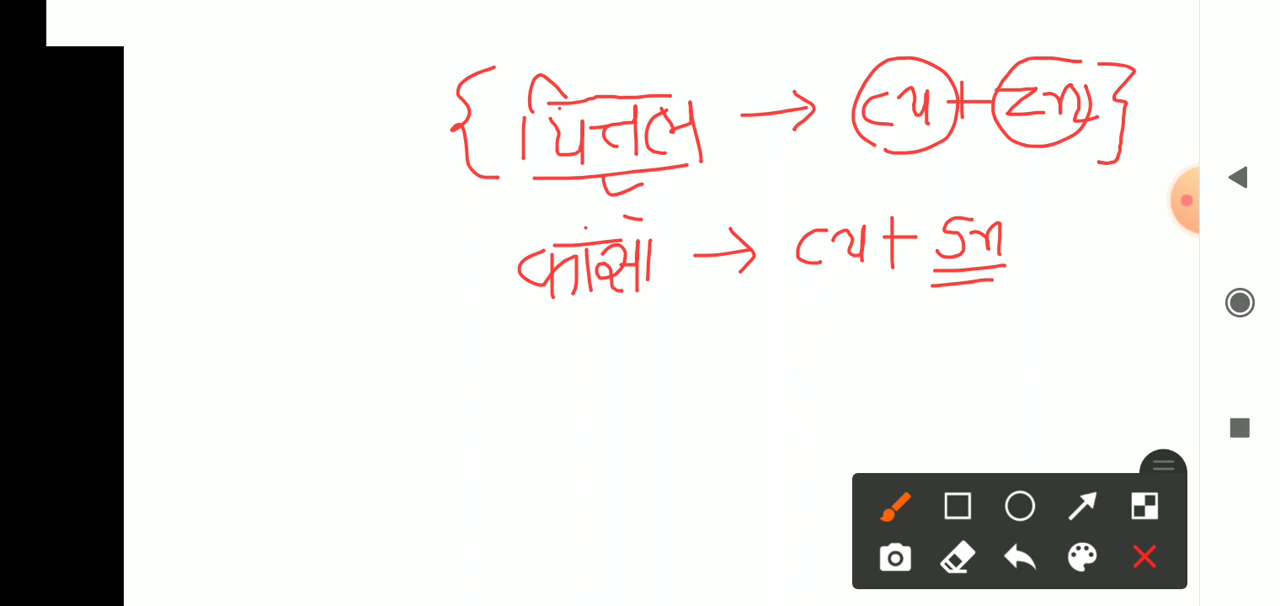 { पित्तल → Cu + Zn }
कांसा → Cu + Sn